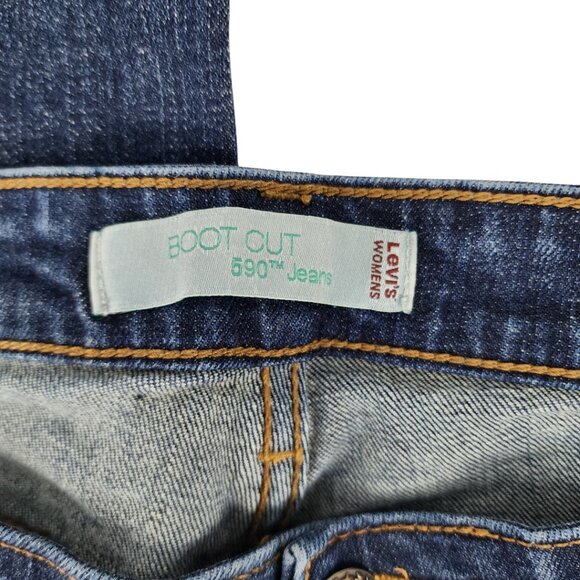 BOOT CUT
590™ Jeans
Levi's
WOMENS